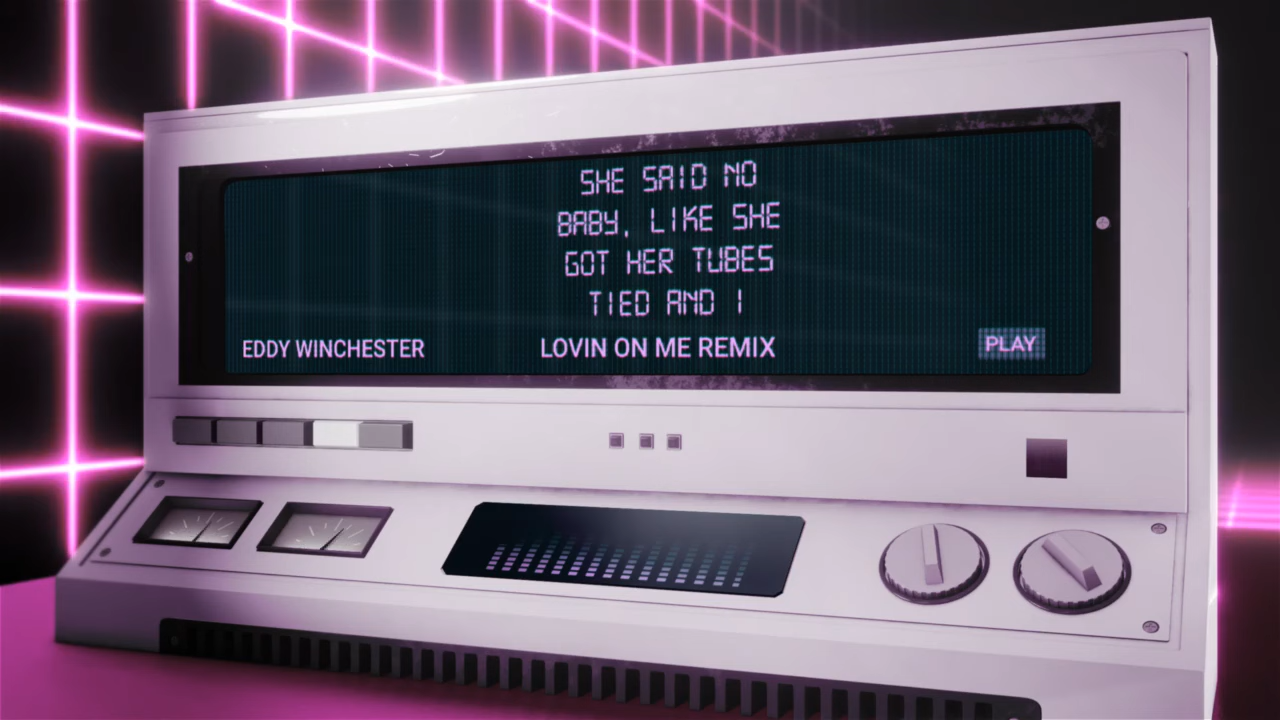 SHE SAID NO
BABY, LIKE SHE
GOT HER TUBES
TIED AND I
EDDY WINCHESTER
LOVIN ON ME REMIX
PLAY